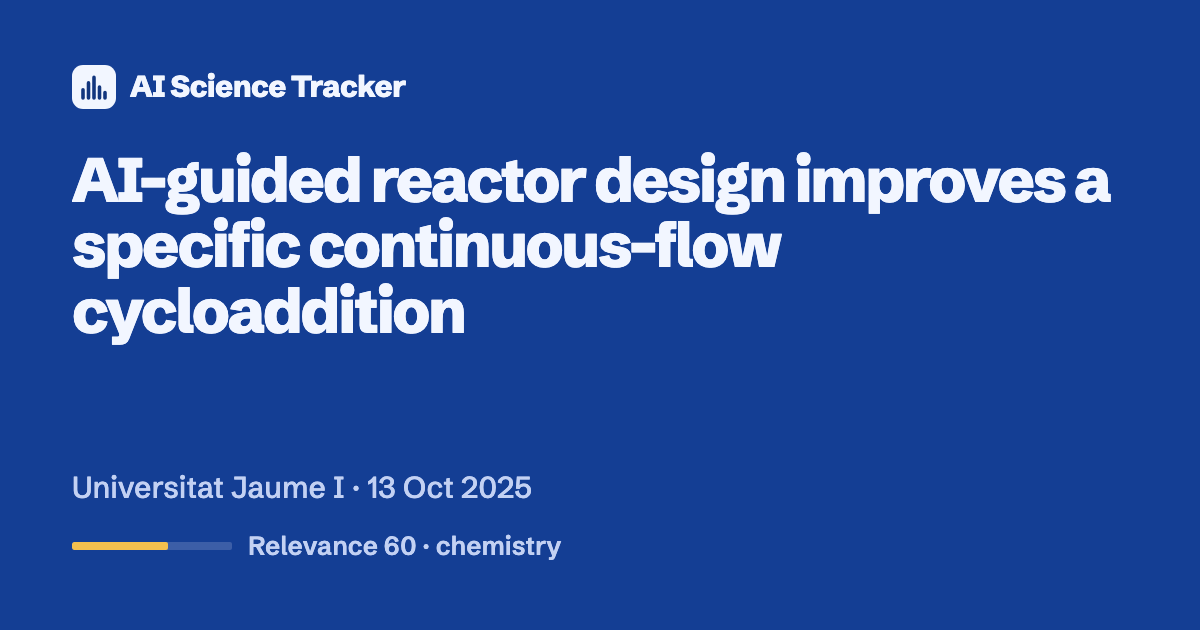 AI Science Tracker
AI-guided reactor design improves a
specific continuous-flow
cycloaddition
Universitat Jaume I · 13 Oct 2025
Relevance 60 · chemistry